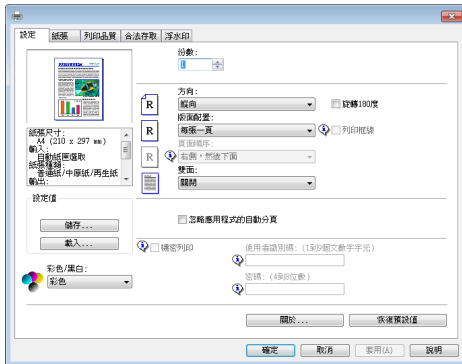 設定 紙張 列印品質 合法存取 浮水印
份數:
1
方向:
縱向
旋轉180度
版面配置:
每張一頁
列印框線
頁面順序:
右側，然後下面
雙面:
關閉
紙張尺寸:
A4 (210 x 297 mm)
輸入:
自動紙匣選取
紙張種類:
普通紙/中厚紙/再生紙
輸出:
設定值
儲存...
載入...
彩色/黑白:
彩色
忽略應用程式的自動分頁
機密列印
使用者識別碼: (1到9個文數字字元)
密碼: (4到8位數)
關於...
恢復預設值
確定
取消
套用(A)
說明